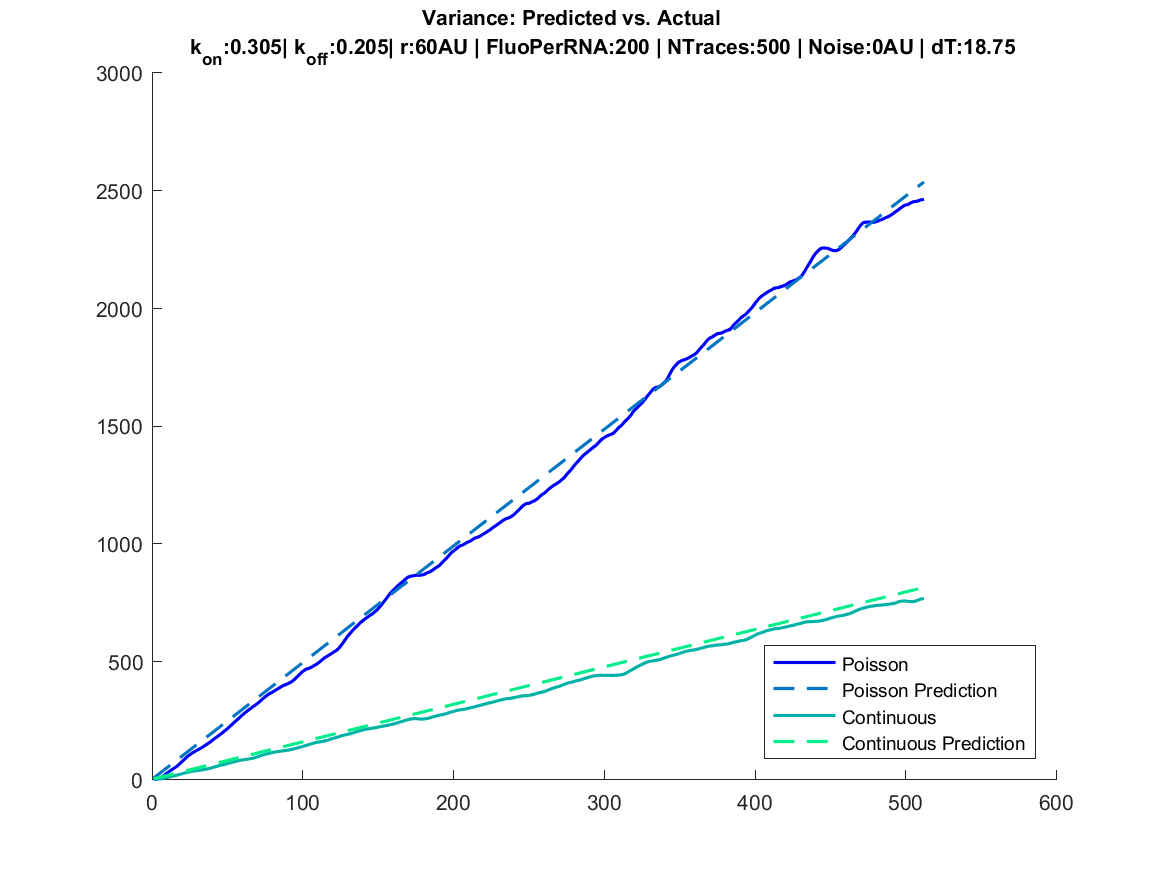 Variance: Predicted vs. Actual
kon:0.305| koff:0.205| r:60AU | FluoPerRNA:200 | NTraces:500 | Noise:0AU | dT:18.75
3000
2500
2000
1500
1000
500
0
0 100 200 300 400 500 600
Poisson
Poisson Prediction
Continuous
Continuous Prediction